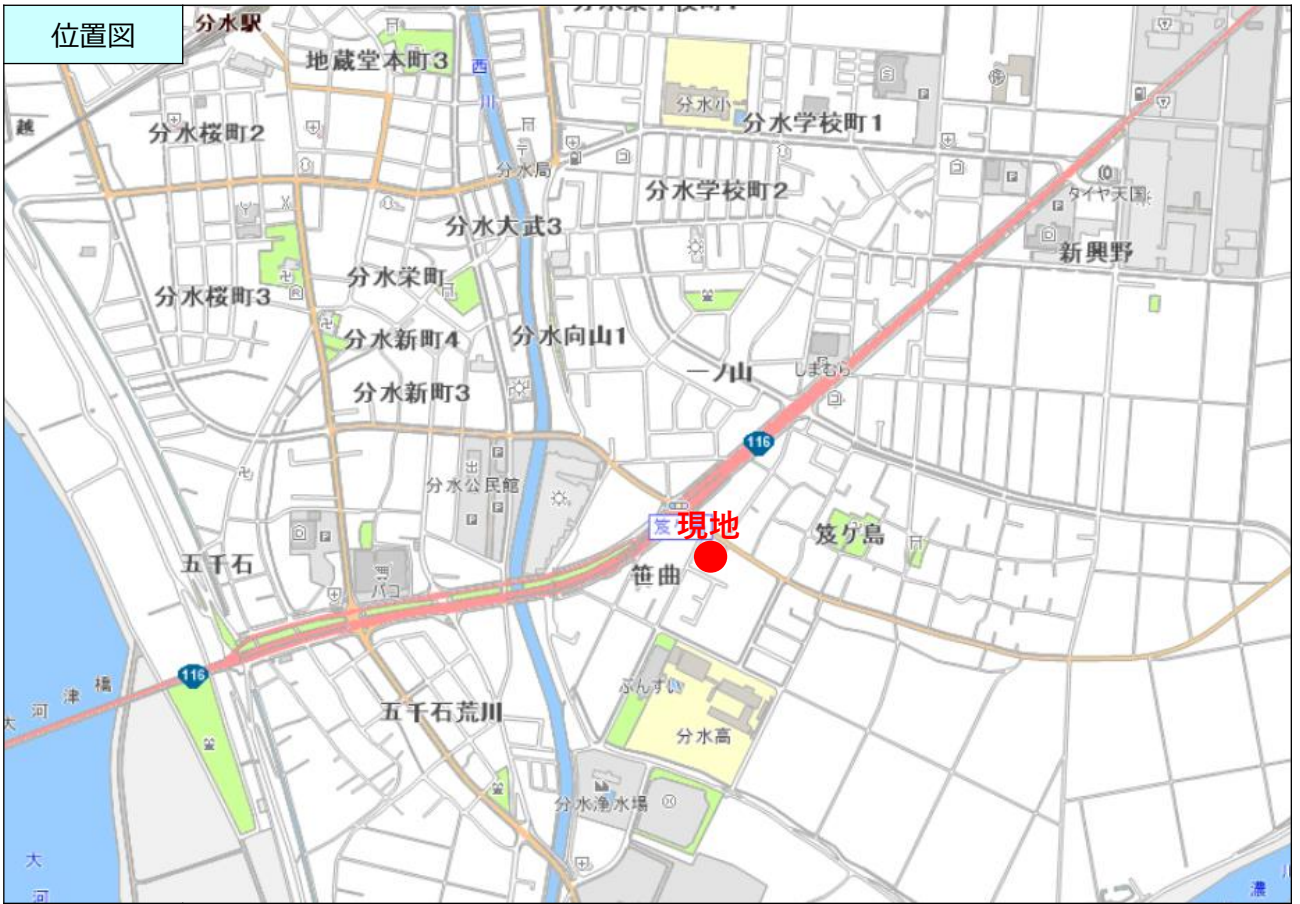 位置図
分水駅
地蔵堂本町3
西
川
越
分水桜町2
分水小
分水学校町1
分水局
分水学校町2
タイヤ天国
分水大武3
新興野
分水栄町
分水桜町3
分水新町4
分水向山1
一ノ山
しまむら
分水新町3
116
分水公民館
現地
笈ケ島
五千石
パコ
笹曲
116
大河津橋
ぶんすい
五千石荒川
分水高
分水浄水場
大
河
濃
川